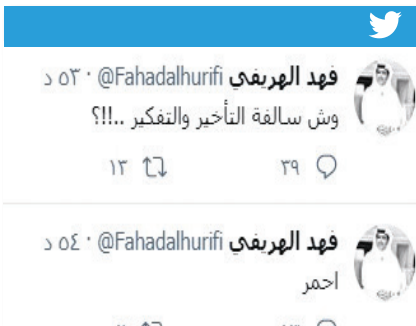 فهد الهريفي @Fahadalhurifi · ٥٣ د
وش سالفة التأخير والتفكير ..!!؟
٣٩ ١٣
فهد الهريفي @Fahadalhurifi · ٥٤ د
احمر